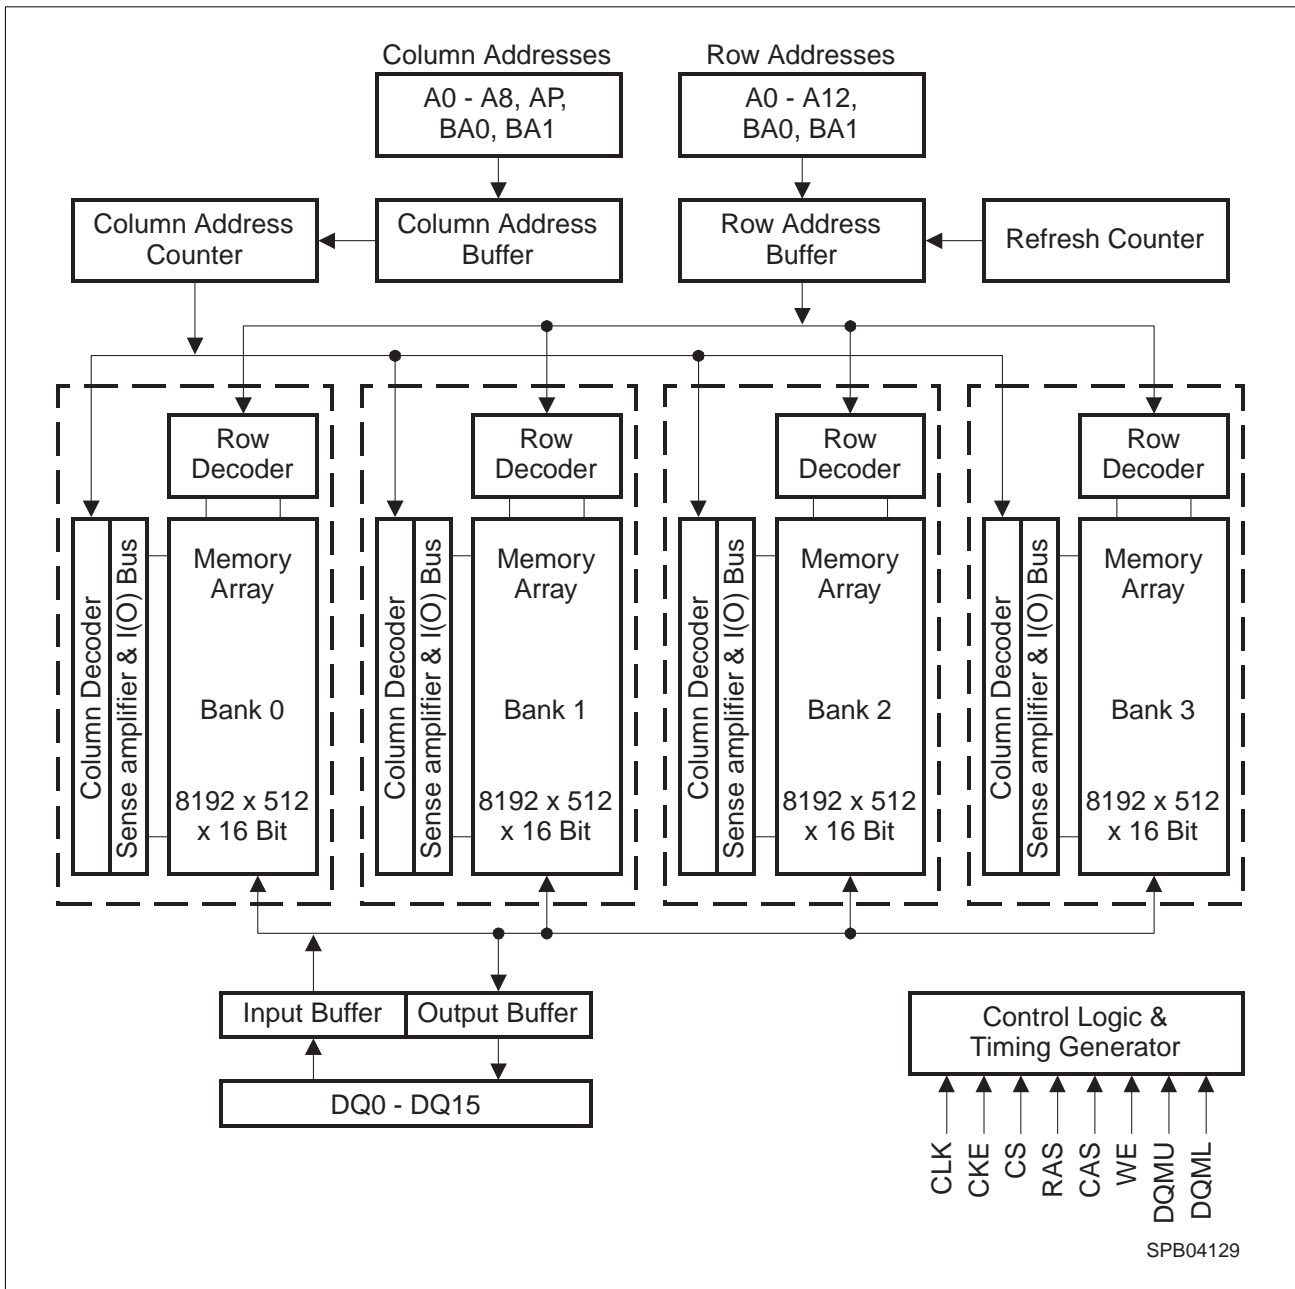 Column Addresses
A0 - A8, AP,
BA0, BA1
Row Addresses
A0 - A12,
BA0, BA1
Column Address
Counter
Column Address
Buffer
Row Address
Buffer
Refresh Counter
Row
Decoder
Row
Decoder
Row
Decoder
Row
Decoder
Column Decoder
Sense amplifier & I(O) Bus
Memory
Array
Bank 0
8192 x 512
x 16 Bit
Column Decoder
Sense amplifier & I(O) Bus
Memory
Array
Bank 1
8192 x 512
x 16 Bit
Column Decoder
Sense amplifier & I(O) Bus
Memory
Array
Bank 2
8192 x 512
x 16 Bit
Column Decoder
Sense amplifier & I(O) Bus
Memory
Array
Bank 3
8192 x 512
x 16 Bit
Input Buffer
Output Buffer
DQ0 - DQ15
Control Logic &
Timing Generator
CLK
CKE
CS
RAS
CAS
WE
DQMU
DQML
SPB04129